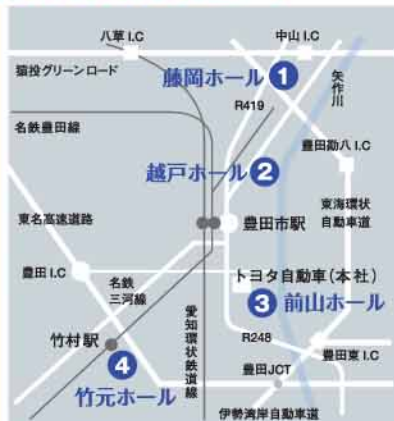 八草 I.C
中山 I.C
猿投グリーンロード
藤岡ホール 1
矢作川
R419
名鉄豊田線
豊田勘八 I.C
越戸ホール 2
東名高速道路
豊田市駅
東海環状
自動車道
豊田 I.C
名鉄
三河線
トヨタ自動車(本社)
3 前山ホール
愛知環状鉄道線
竹村駅
R248
4
竹元ホール
豊田東 I.C
豊田JCT
伊勢湾岸自動車道